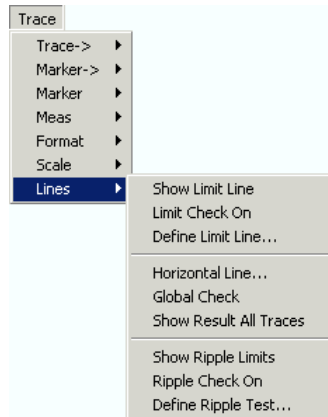 Trace
Trace->
Marker->
Marker
Meas
Format
Scale
Lines
Show Limit Line
Limit Check On
Define Limit Line...
Horizontal Line...
Global Check
Show Result All Traces
Show Ripple Limits
Ripple Check On
Define Ripple Test...